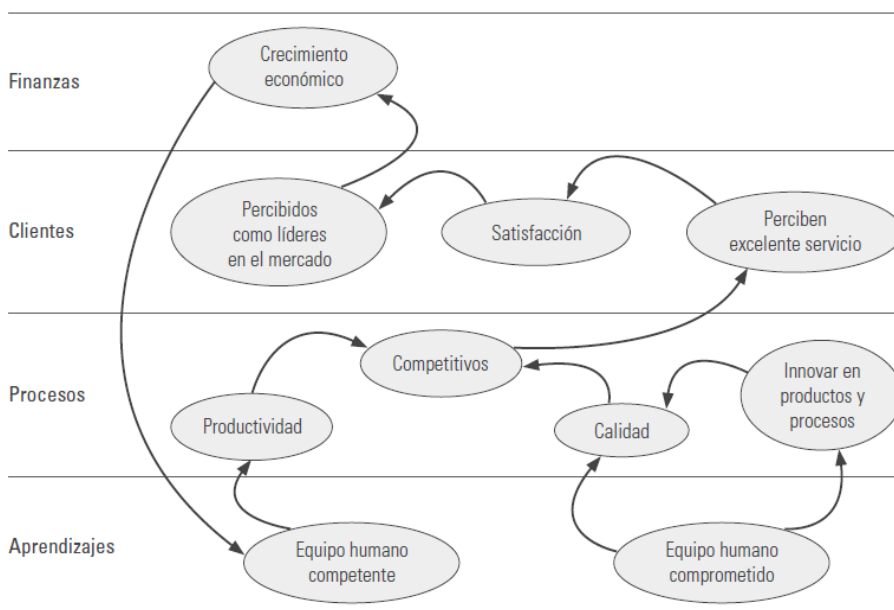 Finanzas
Crecimiento
económico
Clientes
Percibidos
como líderes
en el mercado
Satisfacción
Perciben
excelente servicio
Procesos
Productividad
Competitivos
Calidad
Innovar en
productos y
procesos
Aprendizajes
Equipo humano
competente
Equipo humano
comprometido